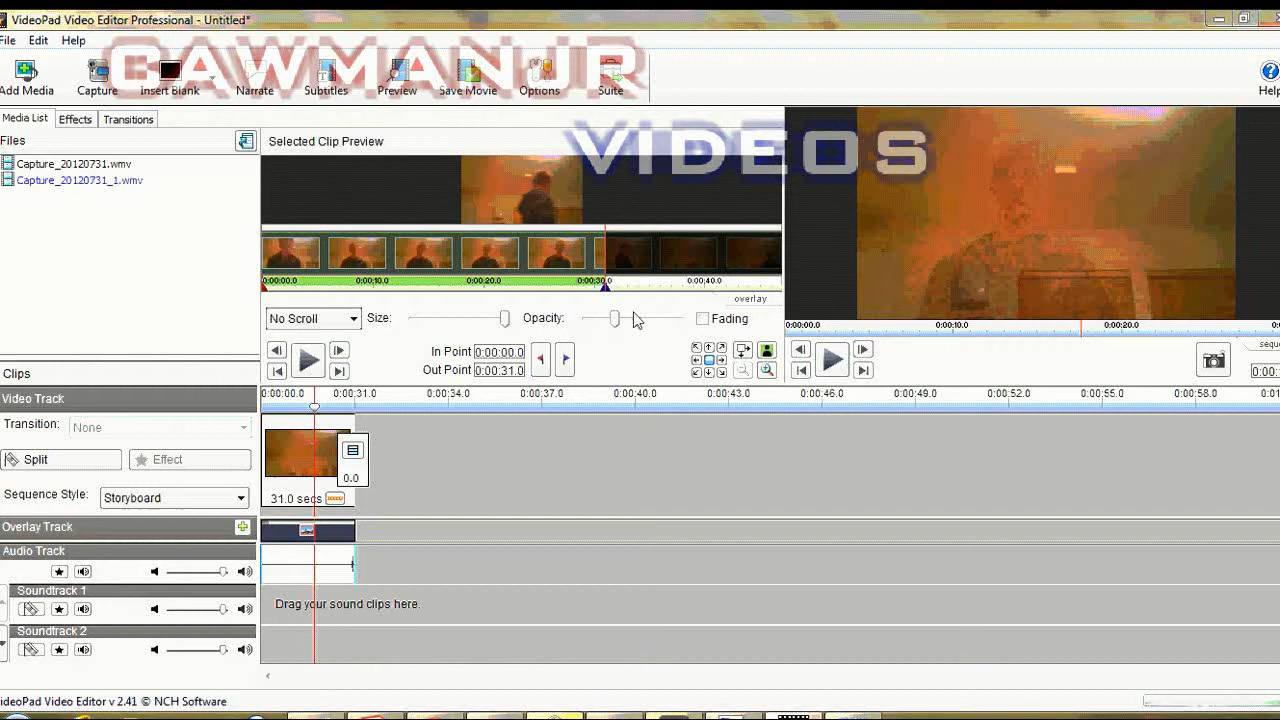 VideoPad Video Editor Professional - Untitled*
File Edit Help
CAWMANJR
Add Media Capture Insert Blank Narrate Subtitles Preview Save Movie Options Suite Help
VIDEOS
Media List Effects Transitions
Files
Selected Clip Preview
Capture_20120731.wmv
Capture_20120731_1.wmv
0:00:00.0 0:00:10.0 0:00:20.0 0:00:30.0 0:00:40.0
overlay
No Scroll Size: Opacity: Fading
0:00:00.0 0:00:10.0 0:00:20.0
In Point 0:00:00.0
Out Point 0:00:31.0
Clips
0:00:00.0 0:00:31.0 0:00:34.0 0:00:37.0 0:00:40.0 0:00:43.0 0:00:46.0 0:00:49.0 0:00:52.0 0:00:55.0 0:00:58.0
Video Track
Transition: None
Split Effect
0.0
Sequence Style: Storyboard
31.0 secs
Overlay Track
Audio Track
Soundtrack 1
Drag your sound clips here.
Soundtrack 2
VideoPad Video Editor v 2.41 © NCH Software